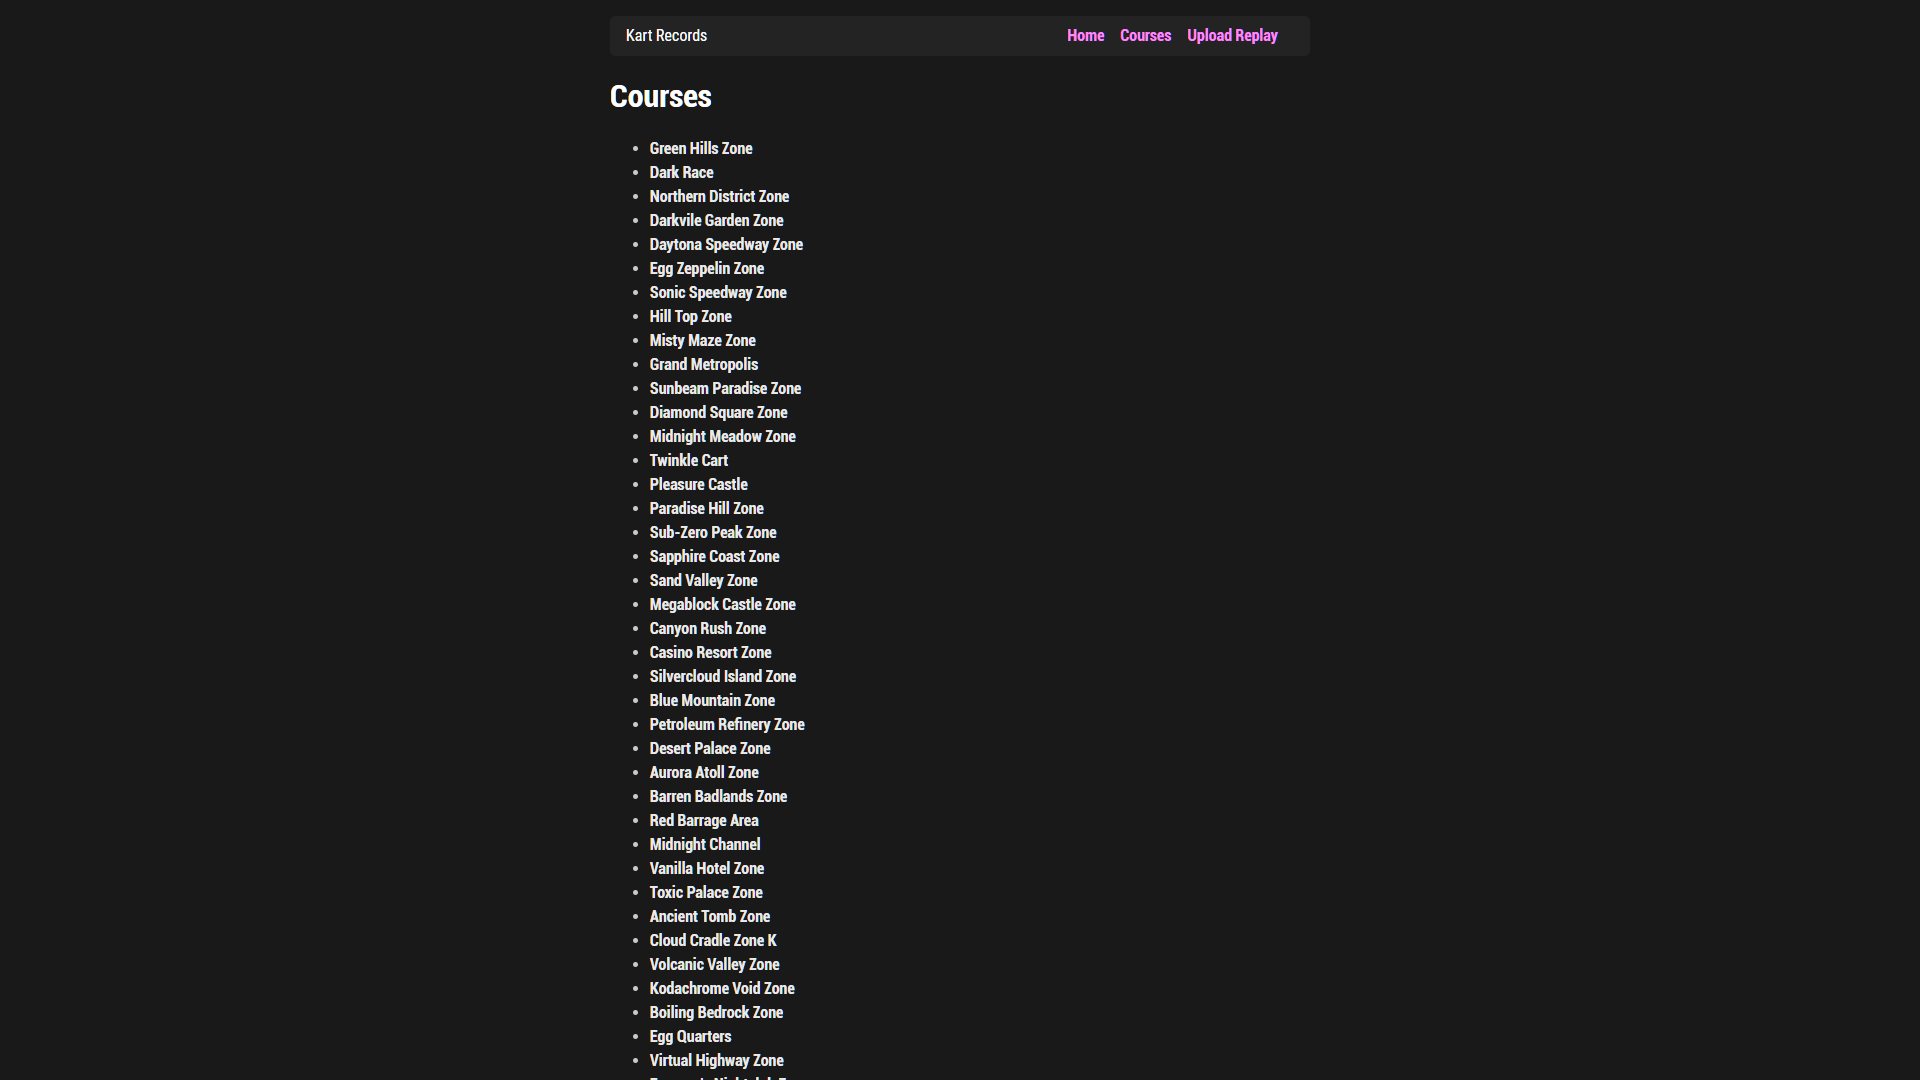 Kart Records
Home Courses Upload Replay
Courses
Green Hills Zone
Dark Race
Northern District Zone
Darkvile Garden Zone
Daytona Speedway Zone
Egg Zeppelin Zone
Sonic Speedway Zone
Hill Top Zone
Misty Maze Zone
Grand Metropolis
Sunbeam Paradise Zone
Diamond Square Zone
Midnight Meadow Zone
Twinkle Cart
Pleasure Castle
Paradise Hill Zone
Sub-Zero Peak Zone
Sapphire Coast Zone
Sand Valley Zone
Megablock Castle Zone
Canyon Rush Zone
Casino Resort Zone
Silvercloud Island Zone
Blue Mountain Zone
Petroleum Refinery Zone
Desert Palace Zone
Aurora Atoll Zone
Barren Badlands Zone
Red Barrage Area
Midnight Channel
Vanilla Hotel Zone
Toxic Palace Zone
Ancient Tomb Zone
Cloud Cradle Zone K
Volcanic Valley Zone
Kodachrome Void Zone
Boiling Bedrock Zone
Egg Quarters
Virtual Highway Zone